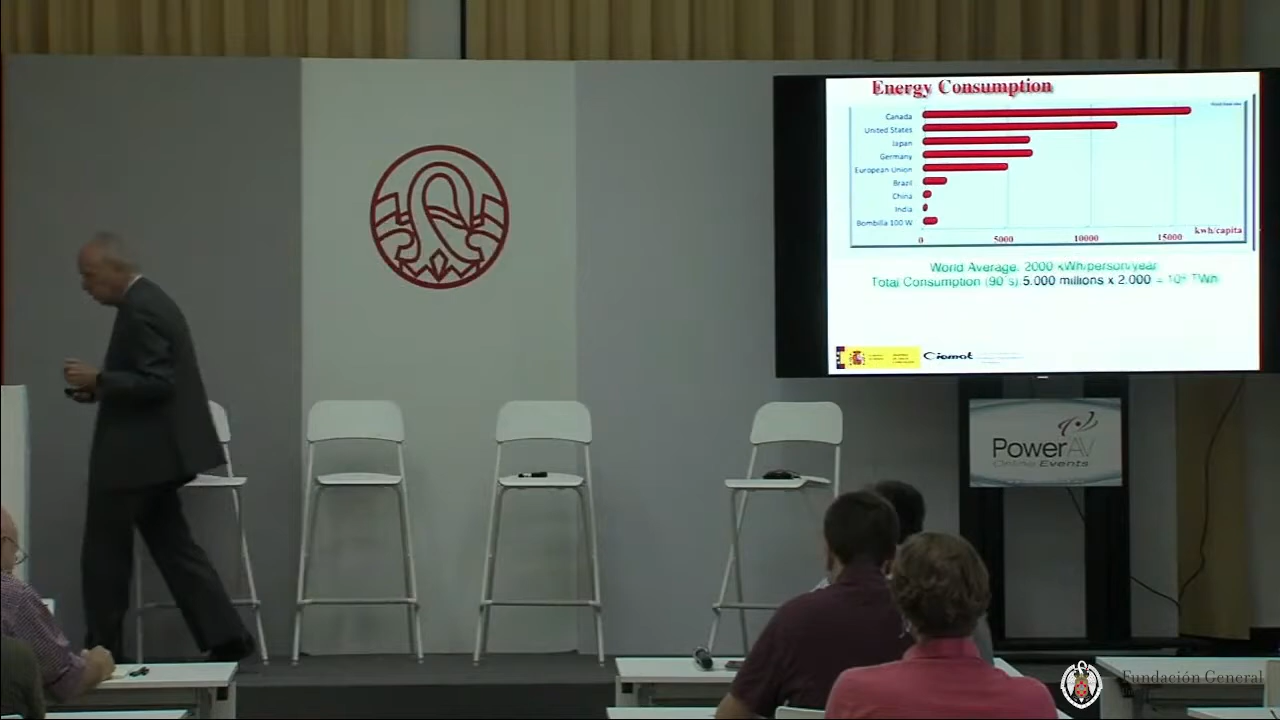 Energy Consumption
Canada
United States
Japan
Germany
European Union
Brazil
China
India
Bombilla 100 W
0 5000 10000 15000 kwh/capita
World Average: 2000 kWh/person/year
Total Consumption (90´s) 5.000 millions x 2.000 =
TWh
Ciemat
PowerAV
Online Events
Fundación General